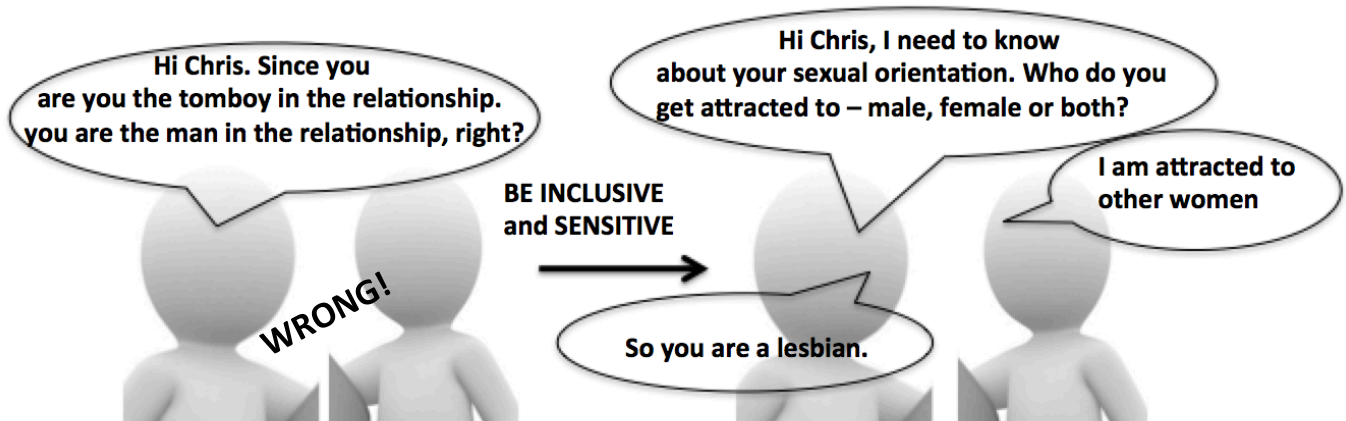 Hi Chris. Since you
are you the tomboy in the relationship.
you are the man in the relationship, right?
WRONG!
BE INCLUSIVE
and SENSITIVE
Hi Chris, I need to know
about your sexual orientation. Who do you
get attracted to – male, female or both?
I am attracted to
other women
So you are a lesbian.